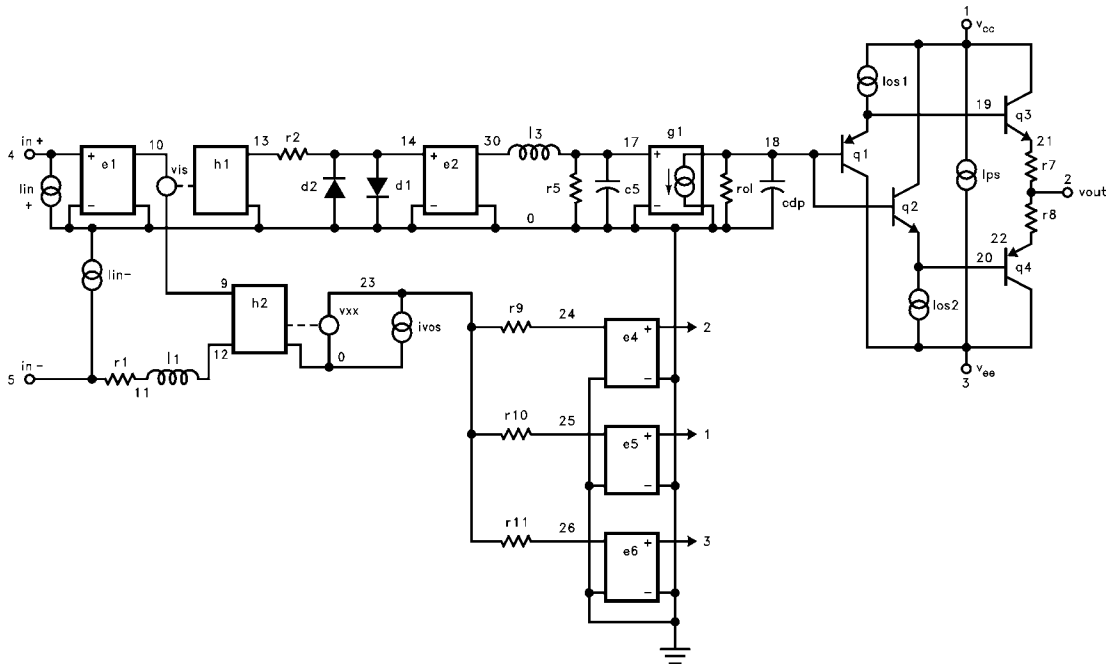 1
Vcc
Ios1
19
q3
in+
10
13
r2
14
30
l3
17
g1
18
21
4
+
e1
vis
h1
+
e2
+
q1
r7
Iin
+
d2
d1
r5
c5
rol
cdp
Ips
2
vout
−
−
−
0
q2
r8
Iin−
22
20
q4
9
h2
23
vxx
ivos
Ios2
r9
24
+
2
e4
in−
r1
l1
12
0
5
11
−
3
Vee
r10
25
+
1
e5
−
r11
26
+
3
e6
−